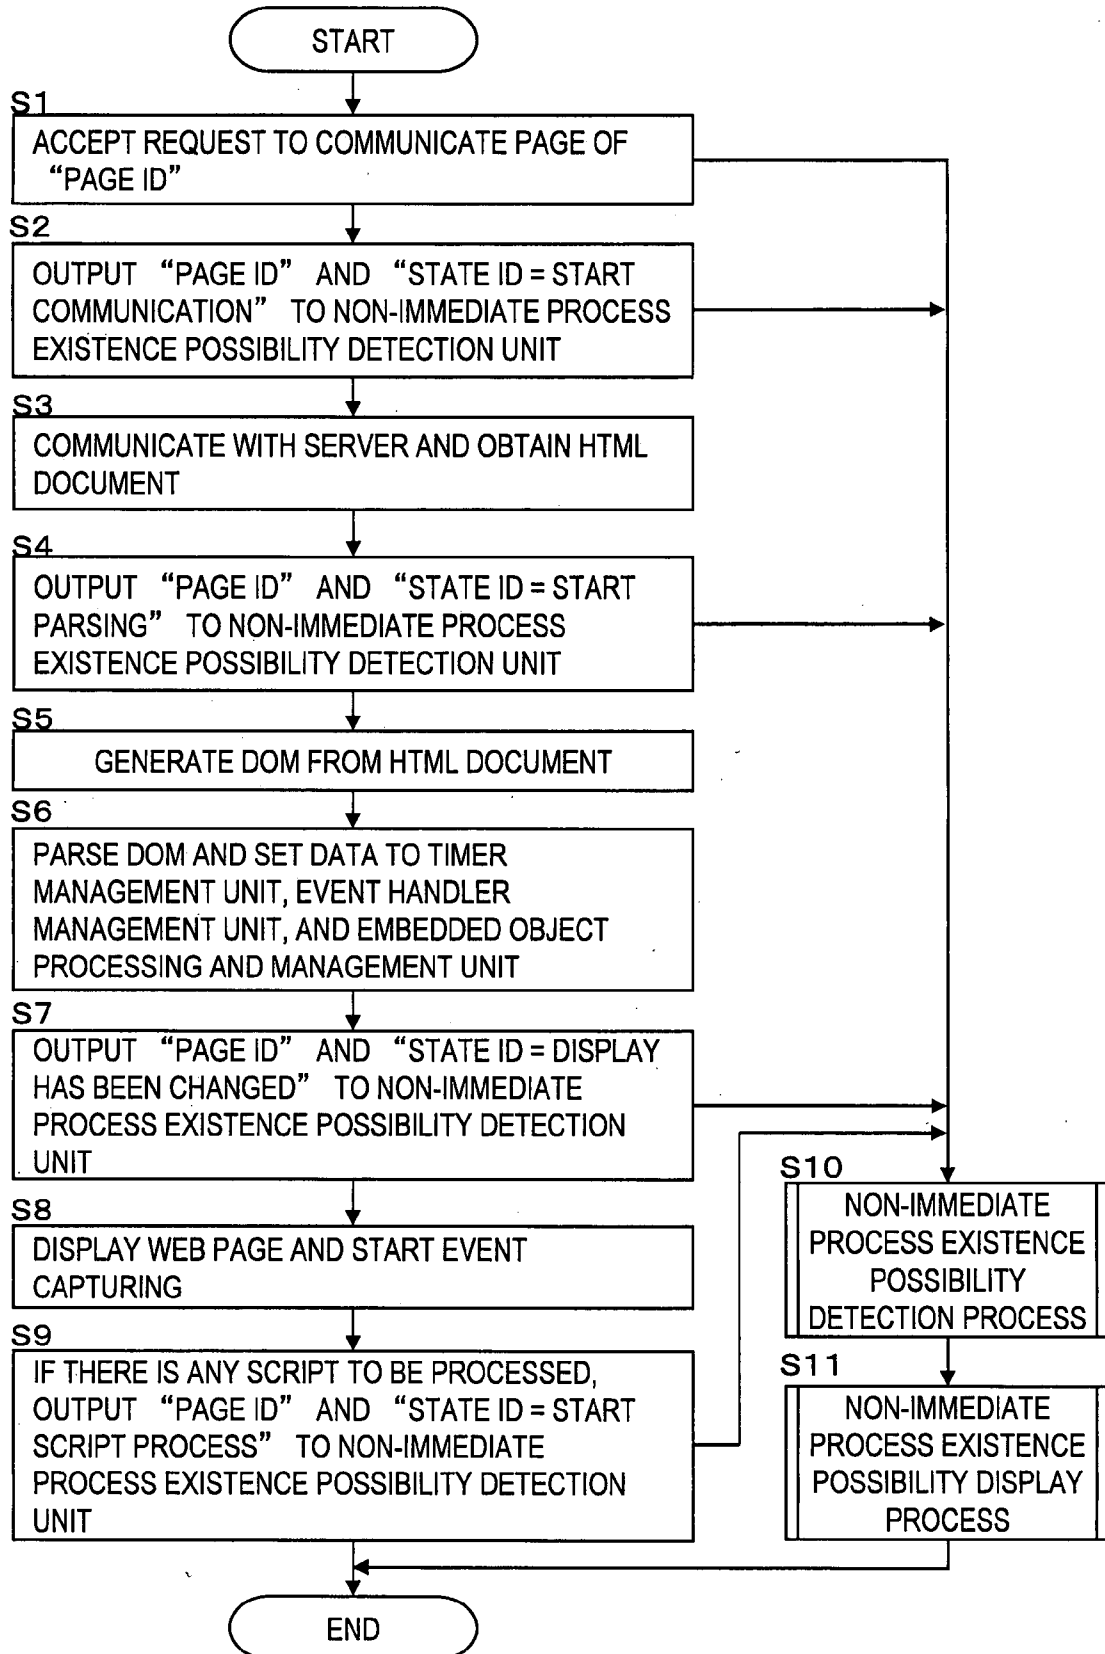 START
S1
ACCEPT REQUEST TO COMMUNICATE PAGE OF
“PAGE ID”
S2
OUTPUT “PAGE ID” AND “STATE ID = START
COMMUNICATION” TO NON-IMMEDIATE PROCESS
EXISTENCE POSSIBILITY DETECTION UNIT
S3
COMMUNICATE WITH SERVER AND OBTAIN HTML
DOCUMENT
S4
OUTPUT “PAGE ID” AND “STATE ID = START
PARSING” TO NON-IMMEDIATE PROCESS
EXISTENCE POSSIBILITY DETECTION UNIT
S5
GENERATE DOM FROM HTML DOCUMENT
S6
PARSE DOM AND SET DATA TO TIMER
MANAGEMENT UNIT, EVENT HANDLER
MANAGEMENT UNIT, AND EMBEDDED OBJECT
PROCESSING AND MANAGEMENT UNIT
S7
OUTPUT “PAGE ID” AND “STATE ID = DISPLAY
HAS BEEN CHANGED” TO NON-IMMEDIATE
PROCESS EXISTENCE POSSIBILITY DETECTION
UNIT
S8
DISPLAY WEB PAGE AND START EVENT
CAPTURING
S9
IF THERE IS ANY SCRIPT TO BE PROCESSED,
OUTPUT “PAGE ID” AND “STATE ID = START
SCRIPT PROCESS” TO NON-IMMEDIATE
PROCESS EXISTENCE POSSIBILITY DETECTION
UNIT
S10
NON-IMMEDIATE
PROCESS EXISTENCE
POSSIBILITY
DETECTION PROCESS
S11
NON-IMMEDIATE
PROCESS EXISTENCE
POSSIBILITY DISPLAY
PROCESS
END